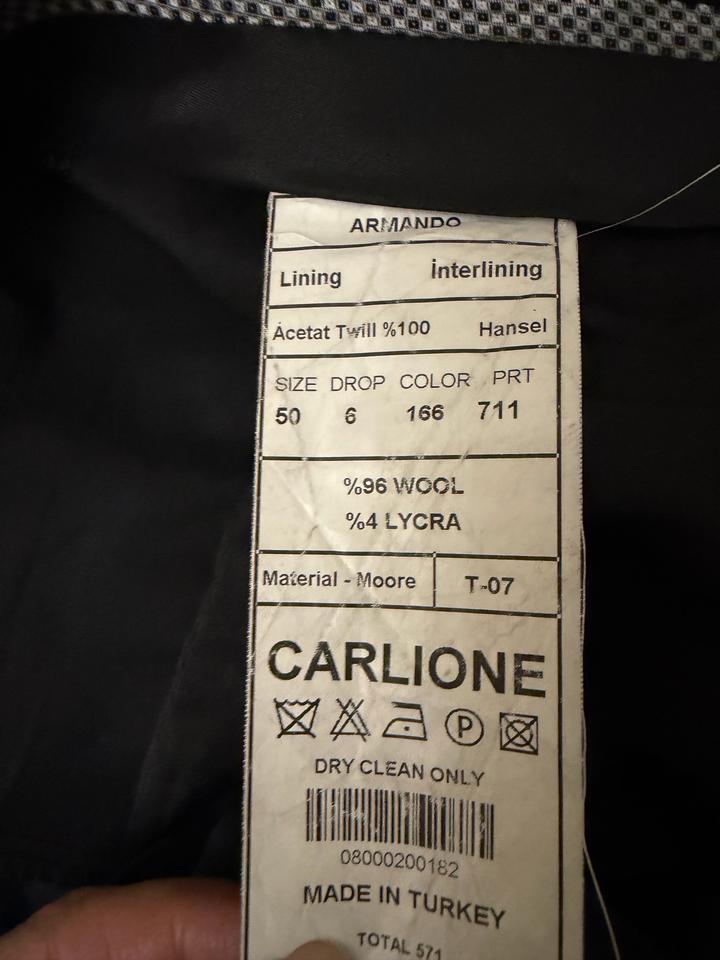 ARMANDO
Lining İnterlining
Acetat Twill %100 Hansel
SIZE DROP COLOR PRT
50 6 166 711
%96 WOOL
%4 LYCRA
Material - Moore T-07
CARLIONE
P
DRY CLEAN ONLY
08000200182
MADE IN TURKEY
TOTAL 571